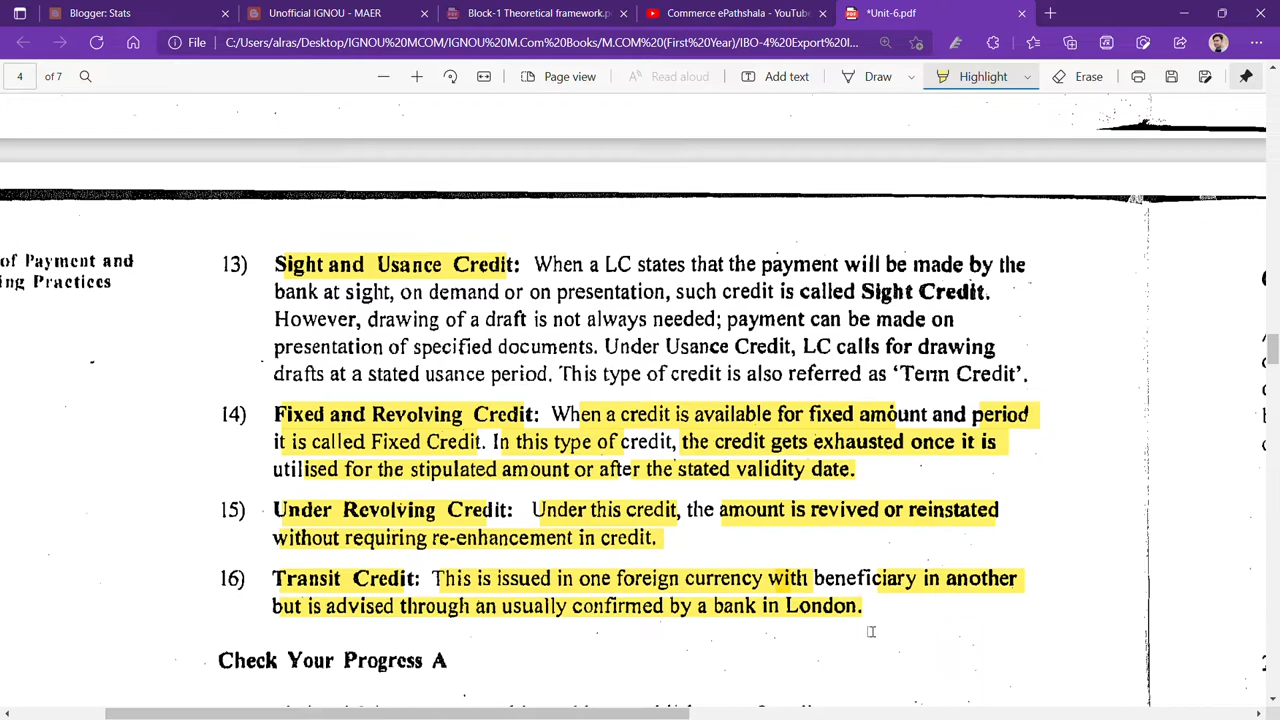 Blogger: Stats
Unofficial IGNOU - MAER
Block-1 Theoretical framework.p
Commerce ePathshala - YouTube
*Unit-6.pdf
File C:/Users/alras/Desktop/IGNOU%20MCOM/IGNOU%20M.Com%20Books/M.COM%20(First%20Year)/IBO-4%20Export%20I...
4 of 7
Page view
Read aloud
Add text
Draw
Highlight
Erase
of Payment and
ing Practices
13) Sight and Usance Credit: When a LC states that the payment will be made by the
bank at sight, on demand or on presentation, such credit is called Sight Credit.
However, drawing of a draft is not always needed; payment can be made on
presentation of specified documents. Under Usance Credit, LC calls for drawing
drafts at a stated usance period. This type of credit is also referred as ‘Term Credit’.
14) Fixed and Revolving Credit: When a credit is available for fixed amount and period
it is called Fixed Credit. In this type of credit, the credit gets exhausted once it is
utilised for the stipulated amount or after the stated validity date.
15) Under Revolving Credit: Under this credit, the amount is revived or reinstated
without requiring re-enhancement in credit.
16) Transit Credit: This is issued in one foreign currency with beneficiary in another
but is advised through an usually confirmed by a bank in London.
Check Your Progress A